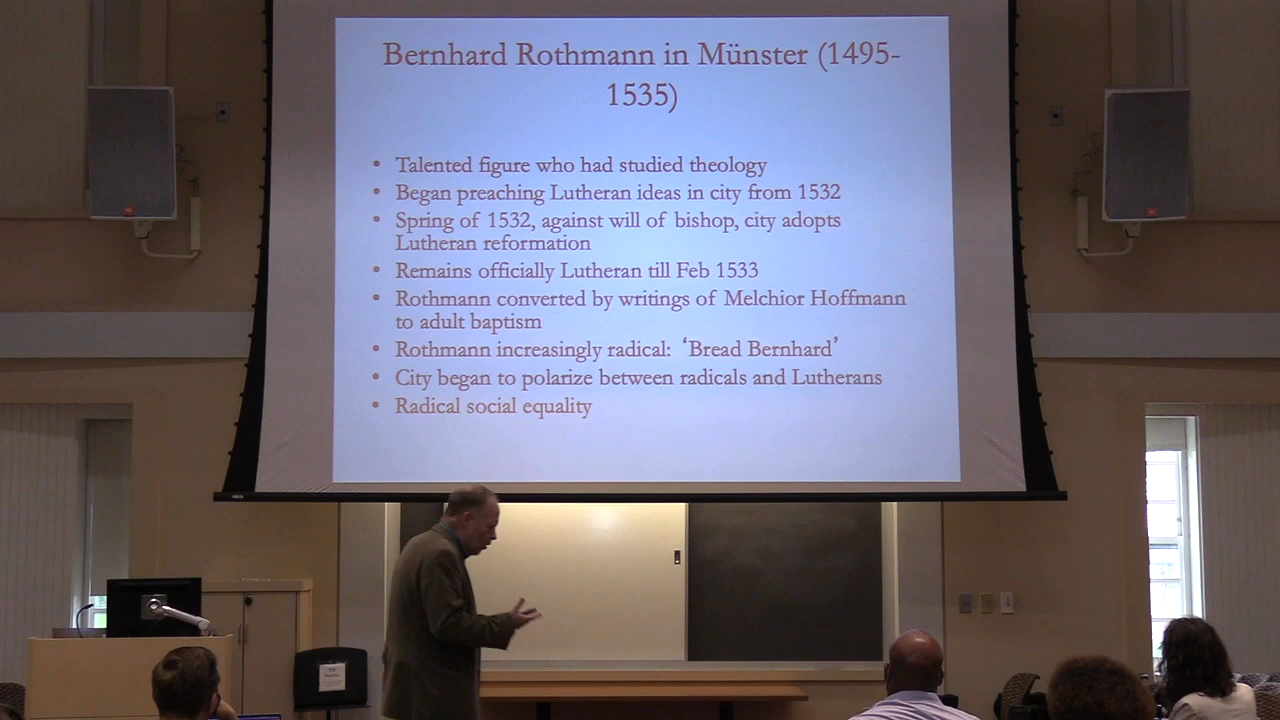 Bernhard Rothmann in Münster (1495-
1535)
• Talented figure who had studied theology
• Began preaching Lutheran ideas in city from 1532
• Spring of 1532, against will of bishop, city adopts
Lutheran reformation
• Remains officially Lutheran till Feb 1533
• Rothmann converted by writings of Melchior Hoffmann
to adult baptism
• Rothmann increasingly radical: ‘Bread Bernhard’
• City began to polarize between radicals and Lutherans
• Radical social equality